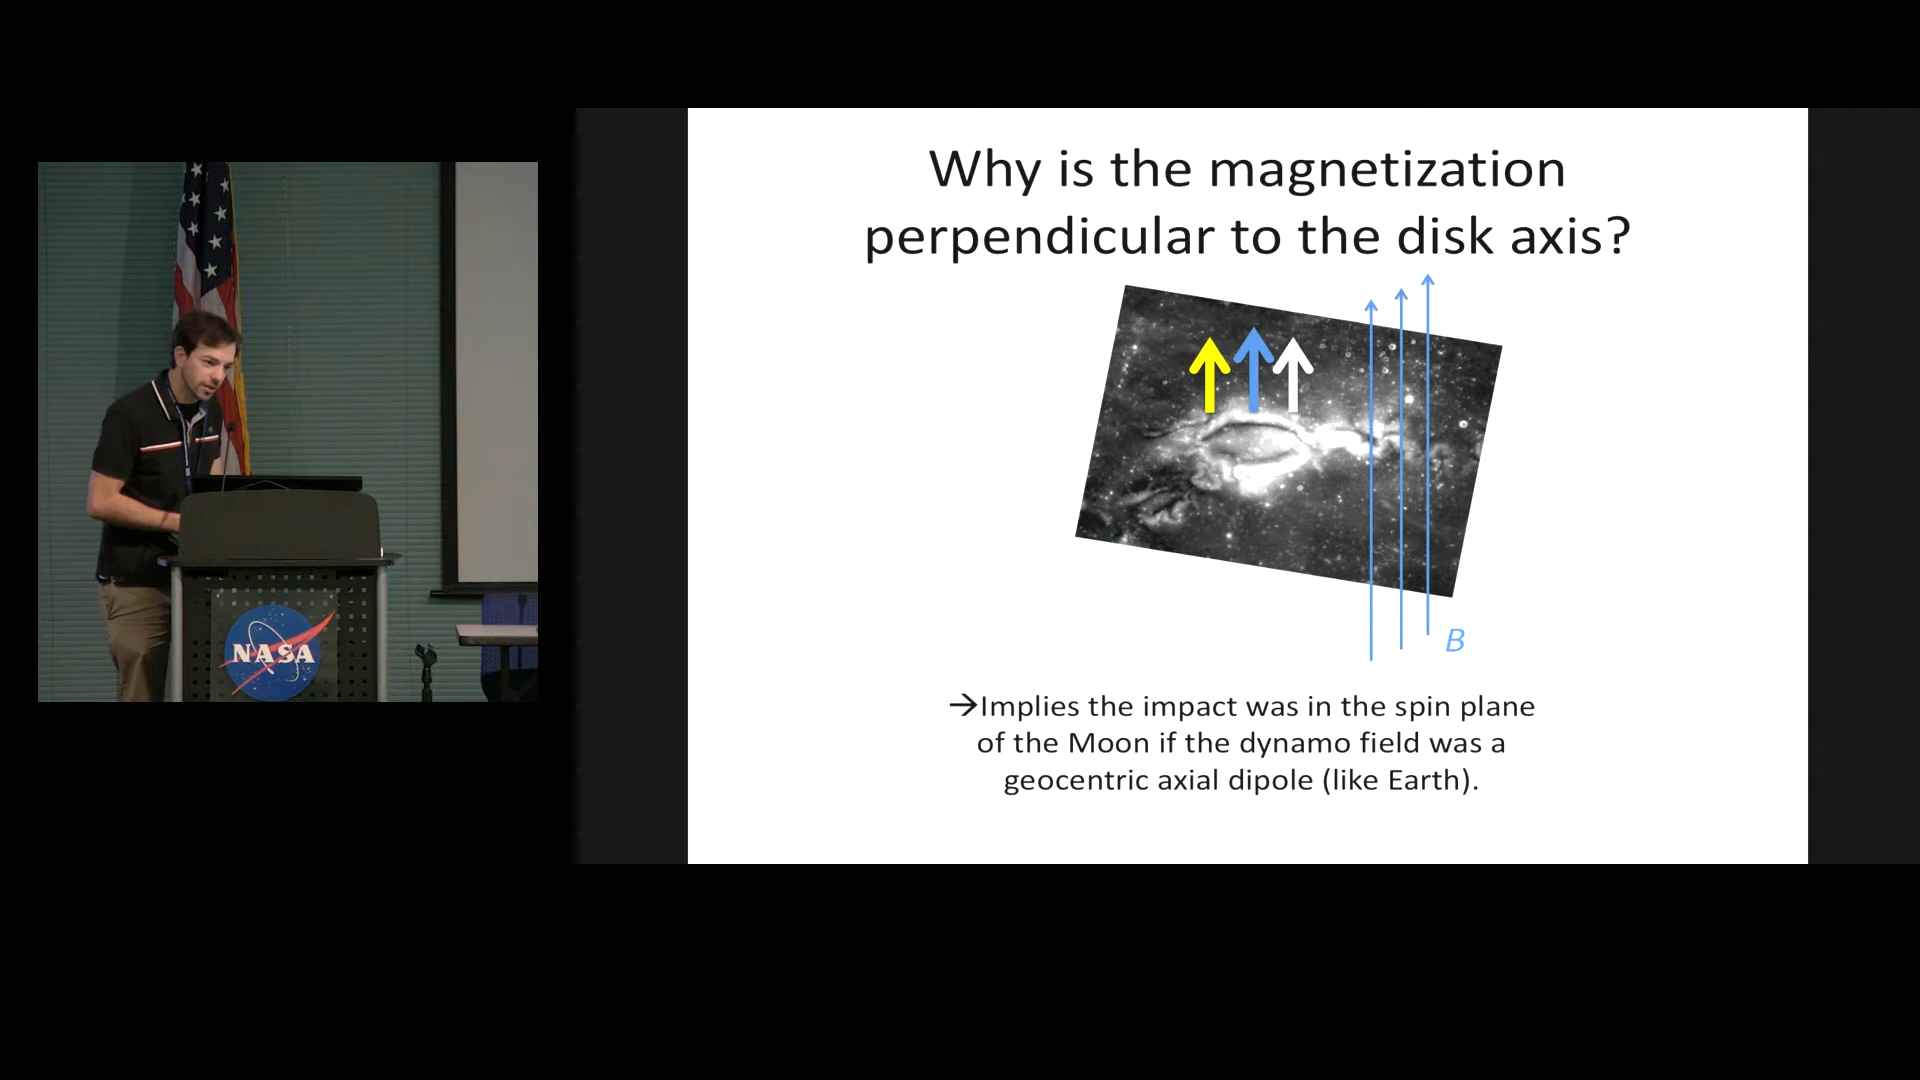 Why is the magnetization
perpendicular to the disk axis?
B
→Implies the impact was in the spin plane
of the Moon if the dynamo field was a
geocentric axial dipole (like Earth).
NASA